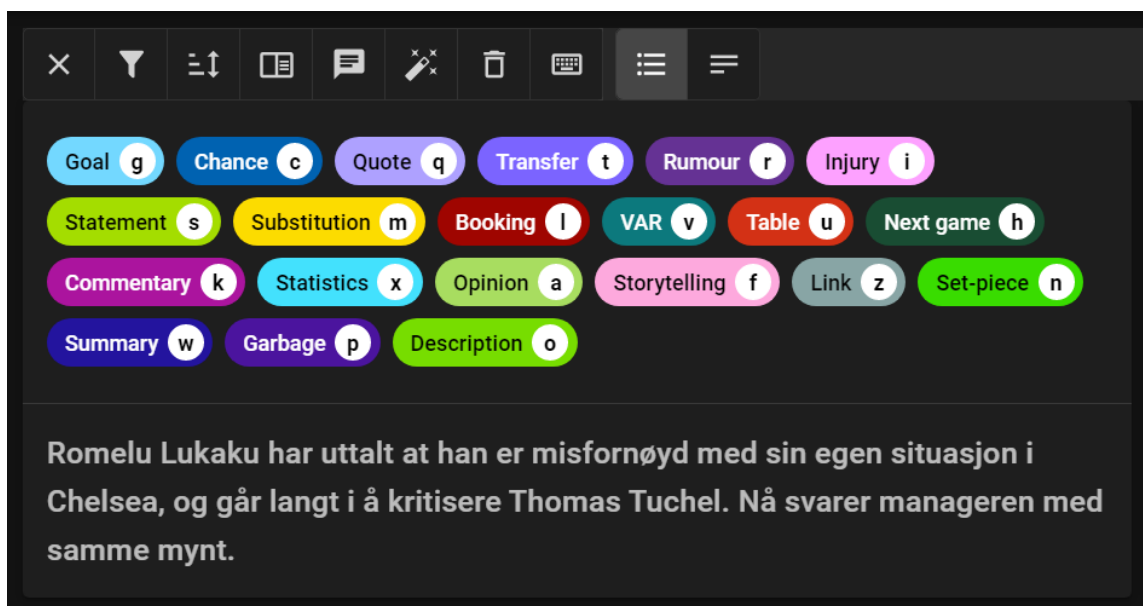 Goal g Chance c Quote q Transfer t Rumour r Injury i
Statement s Substitution m Booking l VAR v Table u Next game h
Commentary k Statistics x Opinion a Storytelling f Link z Set-piece n
Summary w Garbage p Description o
Romelu Lukaku har uttalt at han er misfornøyd med sin egen situasjon i
Chelsea, og går langt i å kritisere Thomas Tuchel. Nå svarer manageren med
samme mynt.